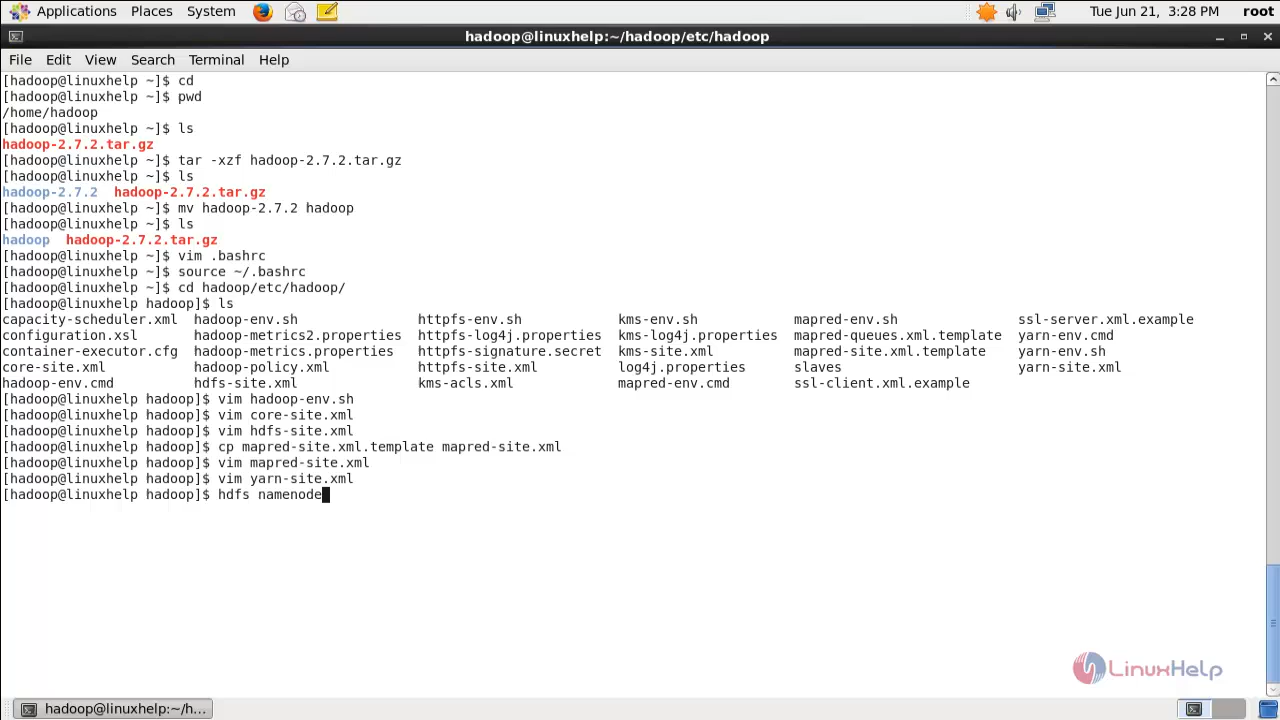 Applications Places System Tue Jun 21, 3:28 PM root
hadoop@linuxhelp:~/hadoop/etc/hadoop
File Edit View Search Terminal Help
[hadoop@linuxhelp ~]$ cd
[hadoop@linuxhelp ~]$ pwd
/home/hadoop
[hadoop@linuxhelp ~]$ ls
hadoop-2.7.2.tar.gz
[hadoop@linuxhelp ~]$ tar -xzf hadoop-2.7.2.tar.gz
[hadoop@linuxhelp ~]$ ls
hadoop-2.7.2 hadoop-2.7.2.tar.gz
[hadoop@linuxhelp ~]$ mv hadoop-2.7.2 hadoop
[hadoop@linuxhelp ~]$ ls
hadoop hadoop-2.7.2.tar.gz
[hadoop@linuxhelp ~]$ vim .bashrc
[hadoop@linuxhelp ~]$ source ~/.bashrc
[hadoop@linuxhelp ~]$ cd hadoop/etc/hadoop/
[hadoop@linuxhelp hadoop]$ ls
capacity-scheduler.xml hadoop-env.sh httpfs-env.sh kms-env.sh mapred-env.sh ssl-server.xml.example
configuration.xsl hadoop-metrics2.properties httpfs-log4j.properties kms-log4j.properties mapred-queues.xml.template yarn-env.cmd
container-executor.cfg hadoop-metrics.properties httpfs-signature.secret kms-site.xml mapred-site.xml.template yarn-env.sh
core-site.xml hadoop-policy.xml httpfs-site.xml log4j.properties slaves yarn-site.xml
hadoop-env.cmd hdfs-site.xml kms-acls.xml mapred-env.cmd ssl-client.xml.example
[hadoop@linuxhelp hadoop]$ vim hadoop-env.sh
[hadoop@linuxhelp hadoop]$ vim core-site.xml
[hadoop@linuxhelp hadoop]$ vim hdfs-site.xml
[hadoop@linuxhelp hadoop]$ cp mapred-site.xml.template mapred-site.xml
[hadoop@linuxhelp hadoop]$ vim mapred-site.xml
[hadoop@linuxhelp hadoop]$ vim yarn-site.xml
[hadoop@linuxhelp hadoop]$ hdfs namenode
LinuxHelp
hadoop@linuxhelp:~/h...